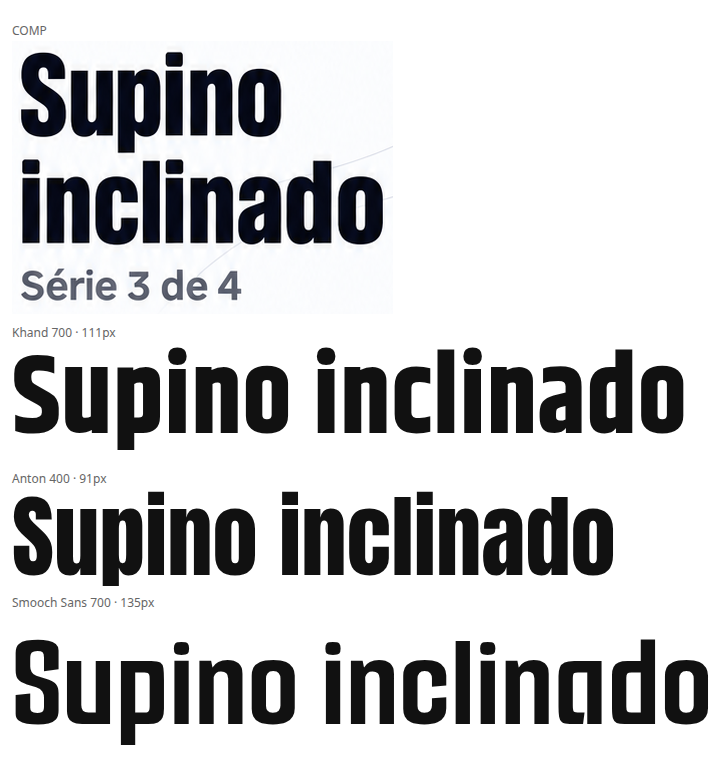 COMP
Supino
inclinado
Série 3 de 4
Khand 700 · 111px
Supino inclinado
Anton 400 · 91px
Supino inclinado
Smooch Sans 700 · 135px
Supino inclinado